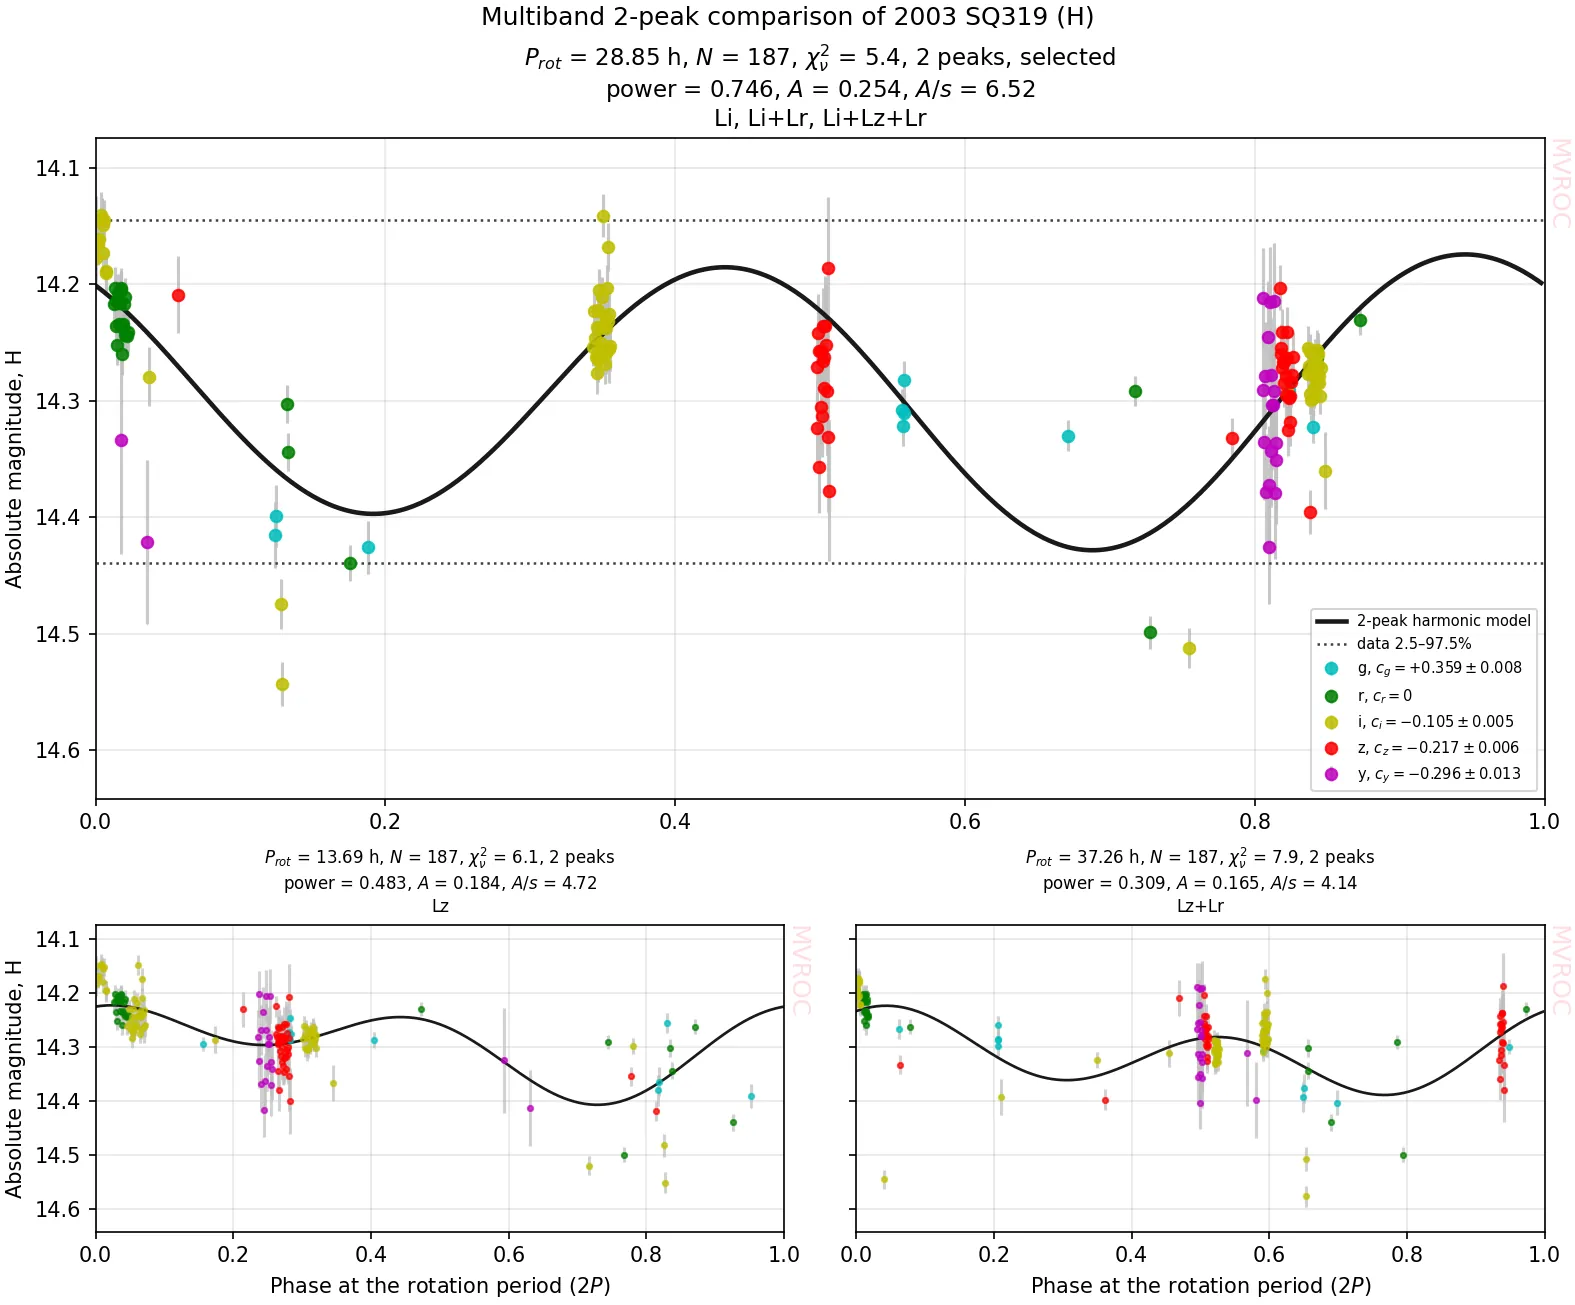 Multiband 2-peak comparison of 2003 SQ319 (H)
P_rot = 28.85 h, N = 187, χ²_ν = 5.4, 2 peaks, selected
power = 0.746, A = 0.254, A/s = 6.52
Li, Li+Lr, Li+Lz+Lr
MVROC
Absolute magnitude, H
14.1
14.2
14.3
14.4
14.5
14.6
2-peak harmonic model
data 2.5–97.5%
g, c_g = +0.359 ± 0.008
r, c_r = 0
i, c_i = −0.105 ± 0.005
z, c_z = −0.217 ± 0.006
y, c_y = −0.296 ± 0.013
0.0 0.2 0.4 0.6 0.8 1.0
P_rot = 13.69 h, N = 187, χ²_ν = 6.1, 2 peaks
power = 0.483, A = 0.184, A/s = 4.72
Lz
MVROC
Absolute magnitude, H
14.1
14.2
14.3
14.4
14.5
14.6
0.0 0.2 0.4 0.6 0.8 1.0
Phase at the rotation period (2P)
P_rot = 37.26 h, N = 187, χ²_ν = 7.9, 2 peaks
power = 0.309, A = 0.165, A/s = 4.14
Lz+Lr
MVROC
0.0 0.2 0.4 0.6 0.8 1.0
Phase at the rotation period (2P)